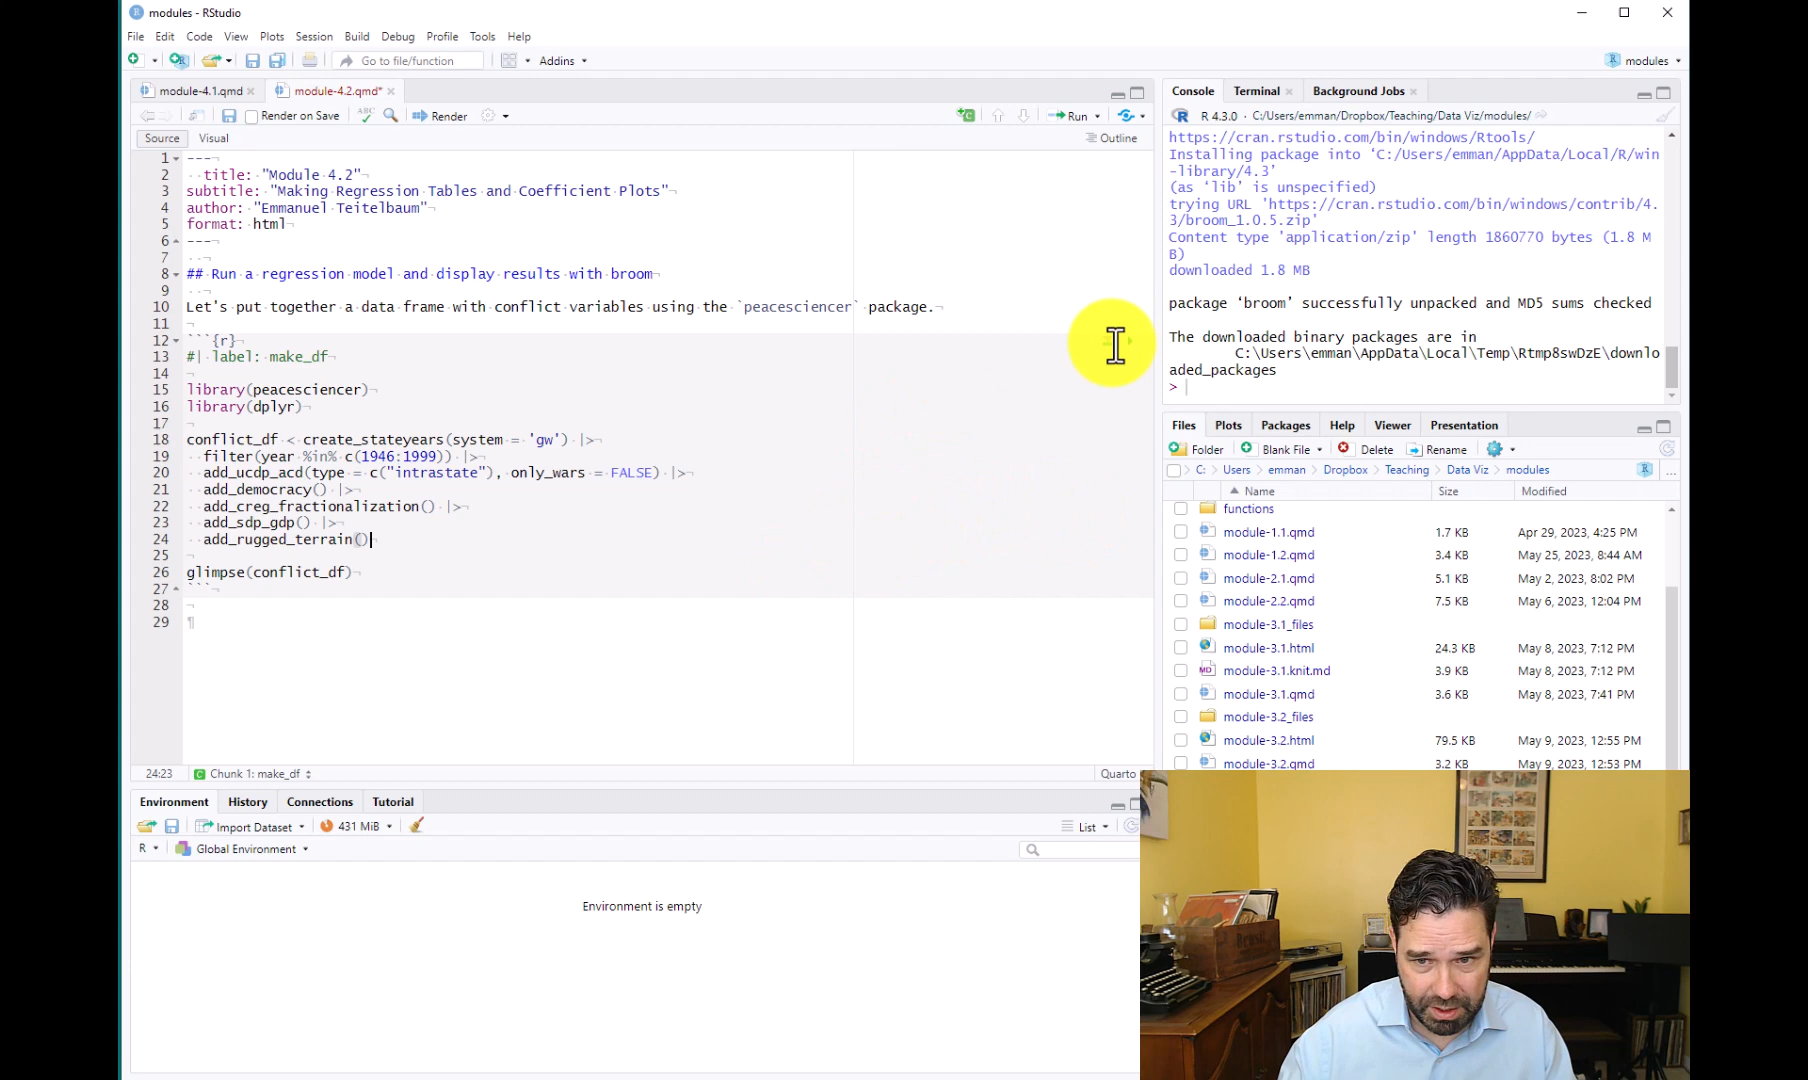 modules - RStudio
File Edit Code View Plots Session Build Debug Profile Tools Help
Go to file/function Addins modules
module-4.1.qmd module-4.2.qmd*
Render on Save Render Run
Source Visual Outline
1 ---
2 title: "Module 4.2"
3 subtitle: "Making Regression Tables and Coefficient Plots"
4 author: "Emmanuel Teitelbaum"
5 format: html
6 ---
7
8 ## Run a regression model and display results with broom
9
10 Let's put together a data frame with conflict variables using the `peacesciencer` package.
11
12 ```{r}
13 #| label: make_df
14
15 library(peacesciencer)
16 library(dplyr)
17
18 conflict_df < create_stateyears(system = 'gw') |>
19 filter(year %in% c(1946:1999)) |>
20 add_ucdp_acd(type = c("intrastate"), only_wars = FALSE) |>
21 add_democracy() |>
22 add_creg_fractionalization() |>
23 add_sdp_gdp() |>
24 add_rugged_terrain()
25
26 glimpse(conflict_df)
27 ```
28
29
24:23 Chunk 1: make_df Quarto
Environment History Connections Tutorial
Import Dataset 431 MiB List
R Global Environment
Environment is empty
Console Terminal Background Jobs
R 4.3.0 · C:/Users/emman/Dropbox/Teaching/Data Viz/modules/
https://cran.rstudio.com/bin/windows/Rtools/
Installing package into ‘C:/Users/emman/AppData/Local/R/win
-library/4.3’
(as ‘lib’ is unspecified)
trying URL 'https://cran.rstudio.com/bin/windows/contrib/4.
3/broom_1.0.5.zip'
Content type 'application/zip' length 1860770 bytes (1.8 M
B)
downloaded 1.8 MB
package ‘broom’ successfully unpacked and MD5 sums checked
The downloaded binary packages are in
C:\Users\emman\AppData\Local\Temp\Rtmp8swDzE\downlo
aded_packages
>
Files Plots Packages Help Viewer Presentation
Folder Blank File Delete Rename
C: Users emman Dropbox Teaching Data Viz modules
Name Size Modified
functions
module-1.1.qmd 1.7 KB Apr 29, 2023, 4:25 PM
module-1.2.qmd 3.4 KB May 25, 2023, 8:44 AM
module-2.1.qmd 5.1 KB May 2, 2023, 8:02 PM
module-2.2.qmd 7.5 KB May 6, 2023, 12:04 PM
module-3.1_files
module-3.1.html 24.3 KB May 8, 2023, 7:12 PM
module-3.1.knit.md 3.9 KB May 8, 2023, 7:12 PM
module-3.1.qmd 3.6 KB May 8, 2023, 7:41 PM
module-3.2_files
module-3.2.html 79.5 KB May 9, 2023, 12:55 PM
module-3.2.qmd 3.2 KB May 9, 2023, 12:53 PM